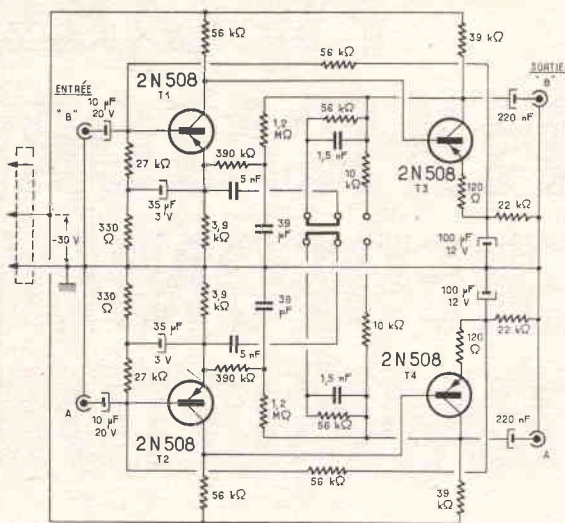 56 kΩ
39 kΩ
56 kΩ
2N508
T1
ENTRÉE
"B"
10 µF
20 V
SORTIE
"B"
220 nF
1,2
MΩ
56 kΩ
1,5 nF
10
kΩ
2N508
T3
27 kΩ
390 kΩ
5 nF
120
Ω
35 µF
3 V
22 kΩ
330
Ω
3,9
kΩ
39
pF
-30 V
100 µF
12 V
330
Ω
3,9
kΩ
39
pF
100 µF
12 V
10 kΩ
35 µF
3 V
5 nF
22 kΩ
120
Ω
27 kΩ
390 kΩ
2N508
T4
1,5 nF
1,2
MΩ
56 kΩ
A
10 µF
20 V
2N508
T2
220 nF
A
56 kΩ
56 kΩ
39
kΩ